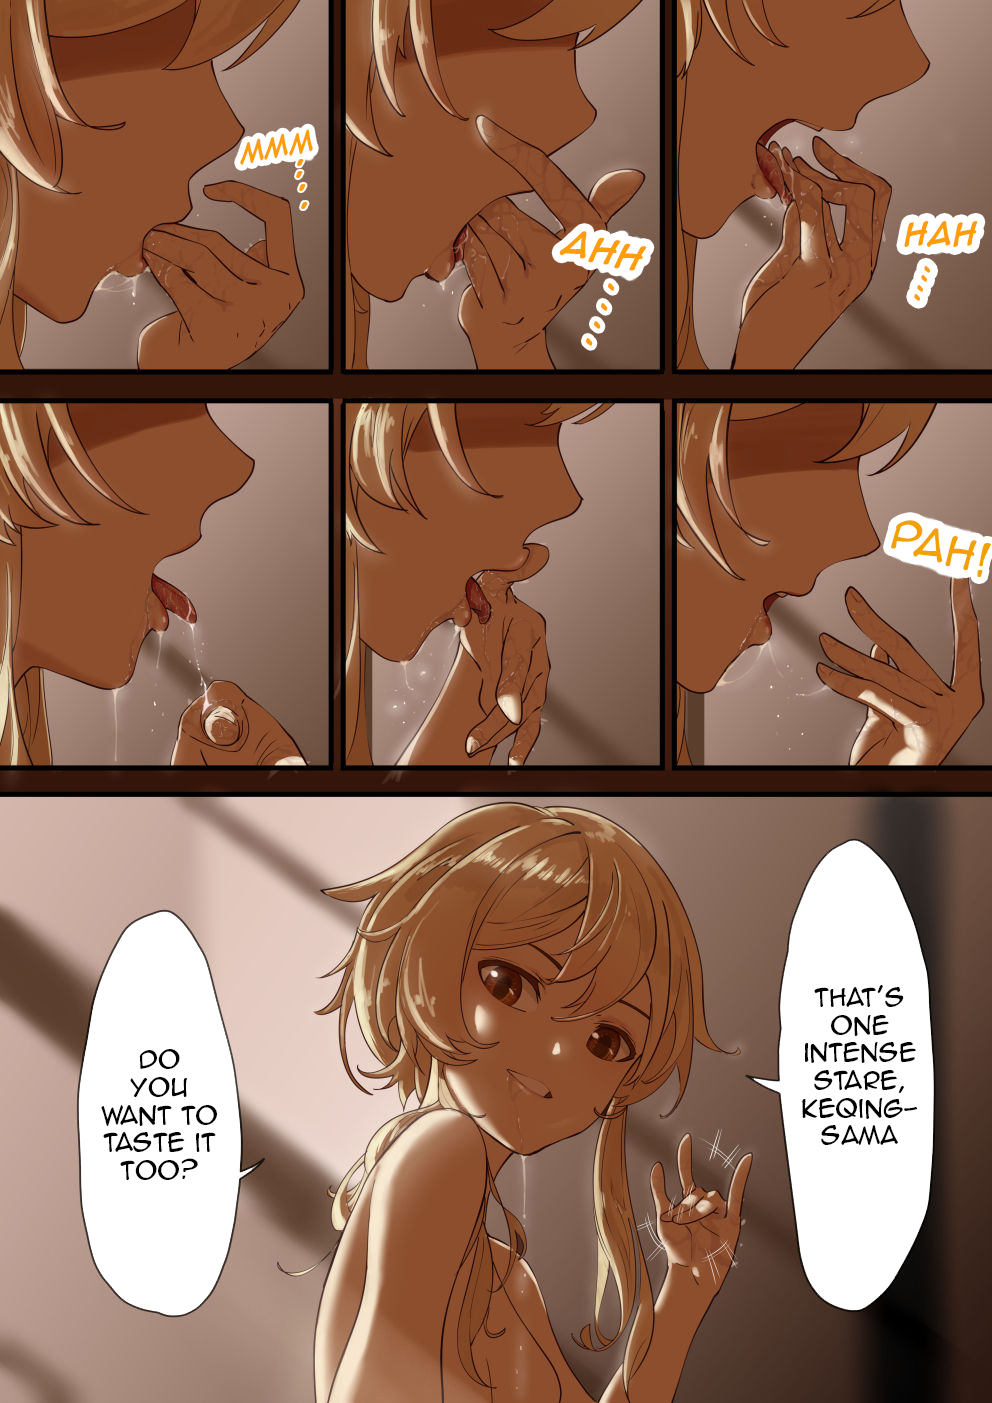 MMM.....
AHH.....
HAH.....
PAH!
THAT'S
ONE
INTENSE
STARE,
KEQING-
SAMA
DO
YOU
WANT TO
TASTE IT
TOO?